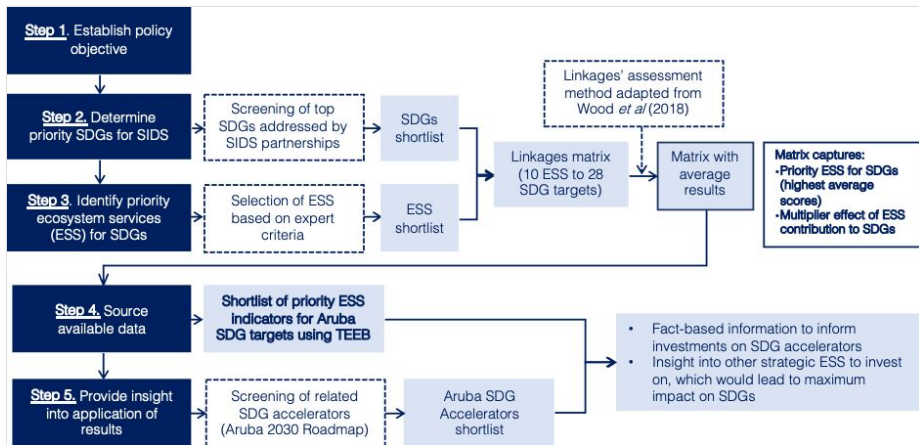 Step 1. Establish policy
objective
Step 2. Determine
priority SDGs for SIDS
Screening of top
SDGs addressed by
SIDS partnerships
SDGs
shortlist
Linkages' assessment
method adapted from
Wood et al (2018)
Linkages matrix
(10 ESS to 28
SDG targets)
Matrix with
average
results
Matrix captures:
•Priority ESS for SDGs
(highest average
scores)
•Multiplier effect of ESS
contribution to SDGs
Step 3. Identify priority
ecosystem services
(ESS) for SDGs
Selection of ESS
based on expert
criteria
ESS
shortlist
Step 4. Source
available data
Shortlist of priority ESS
indicators for Aruba
SDG targets using TEEB
• Fact-based information to inform
investments on SDG accelerators
• Insight into other strategic ESS to invest
on, which would lead to maximum
impact on SDGs
Step 5. Provide insight
into application of
results
Screening of related
SDG accelerators
(Aruba 2030 Roadmap)
Aruba SDG
Accelerators
shortlist